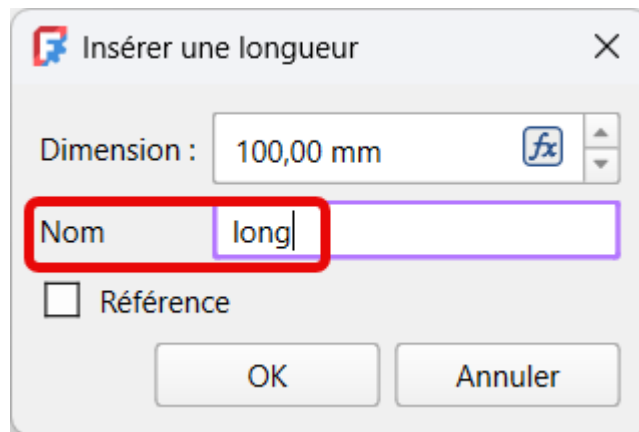 Insérer une longueur
Dimension : 100,00 mm fx
Nom long
Référence
OK Annuler